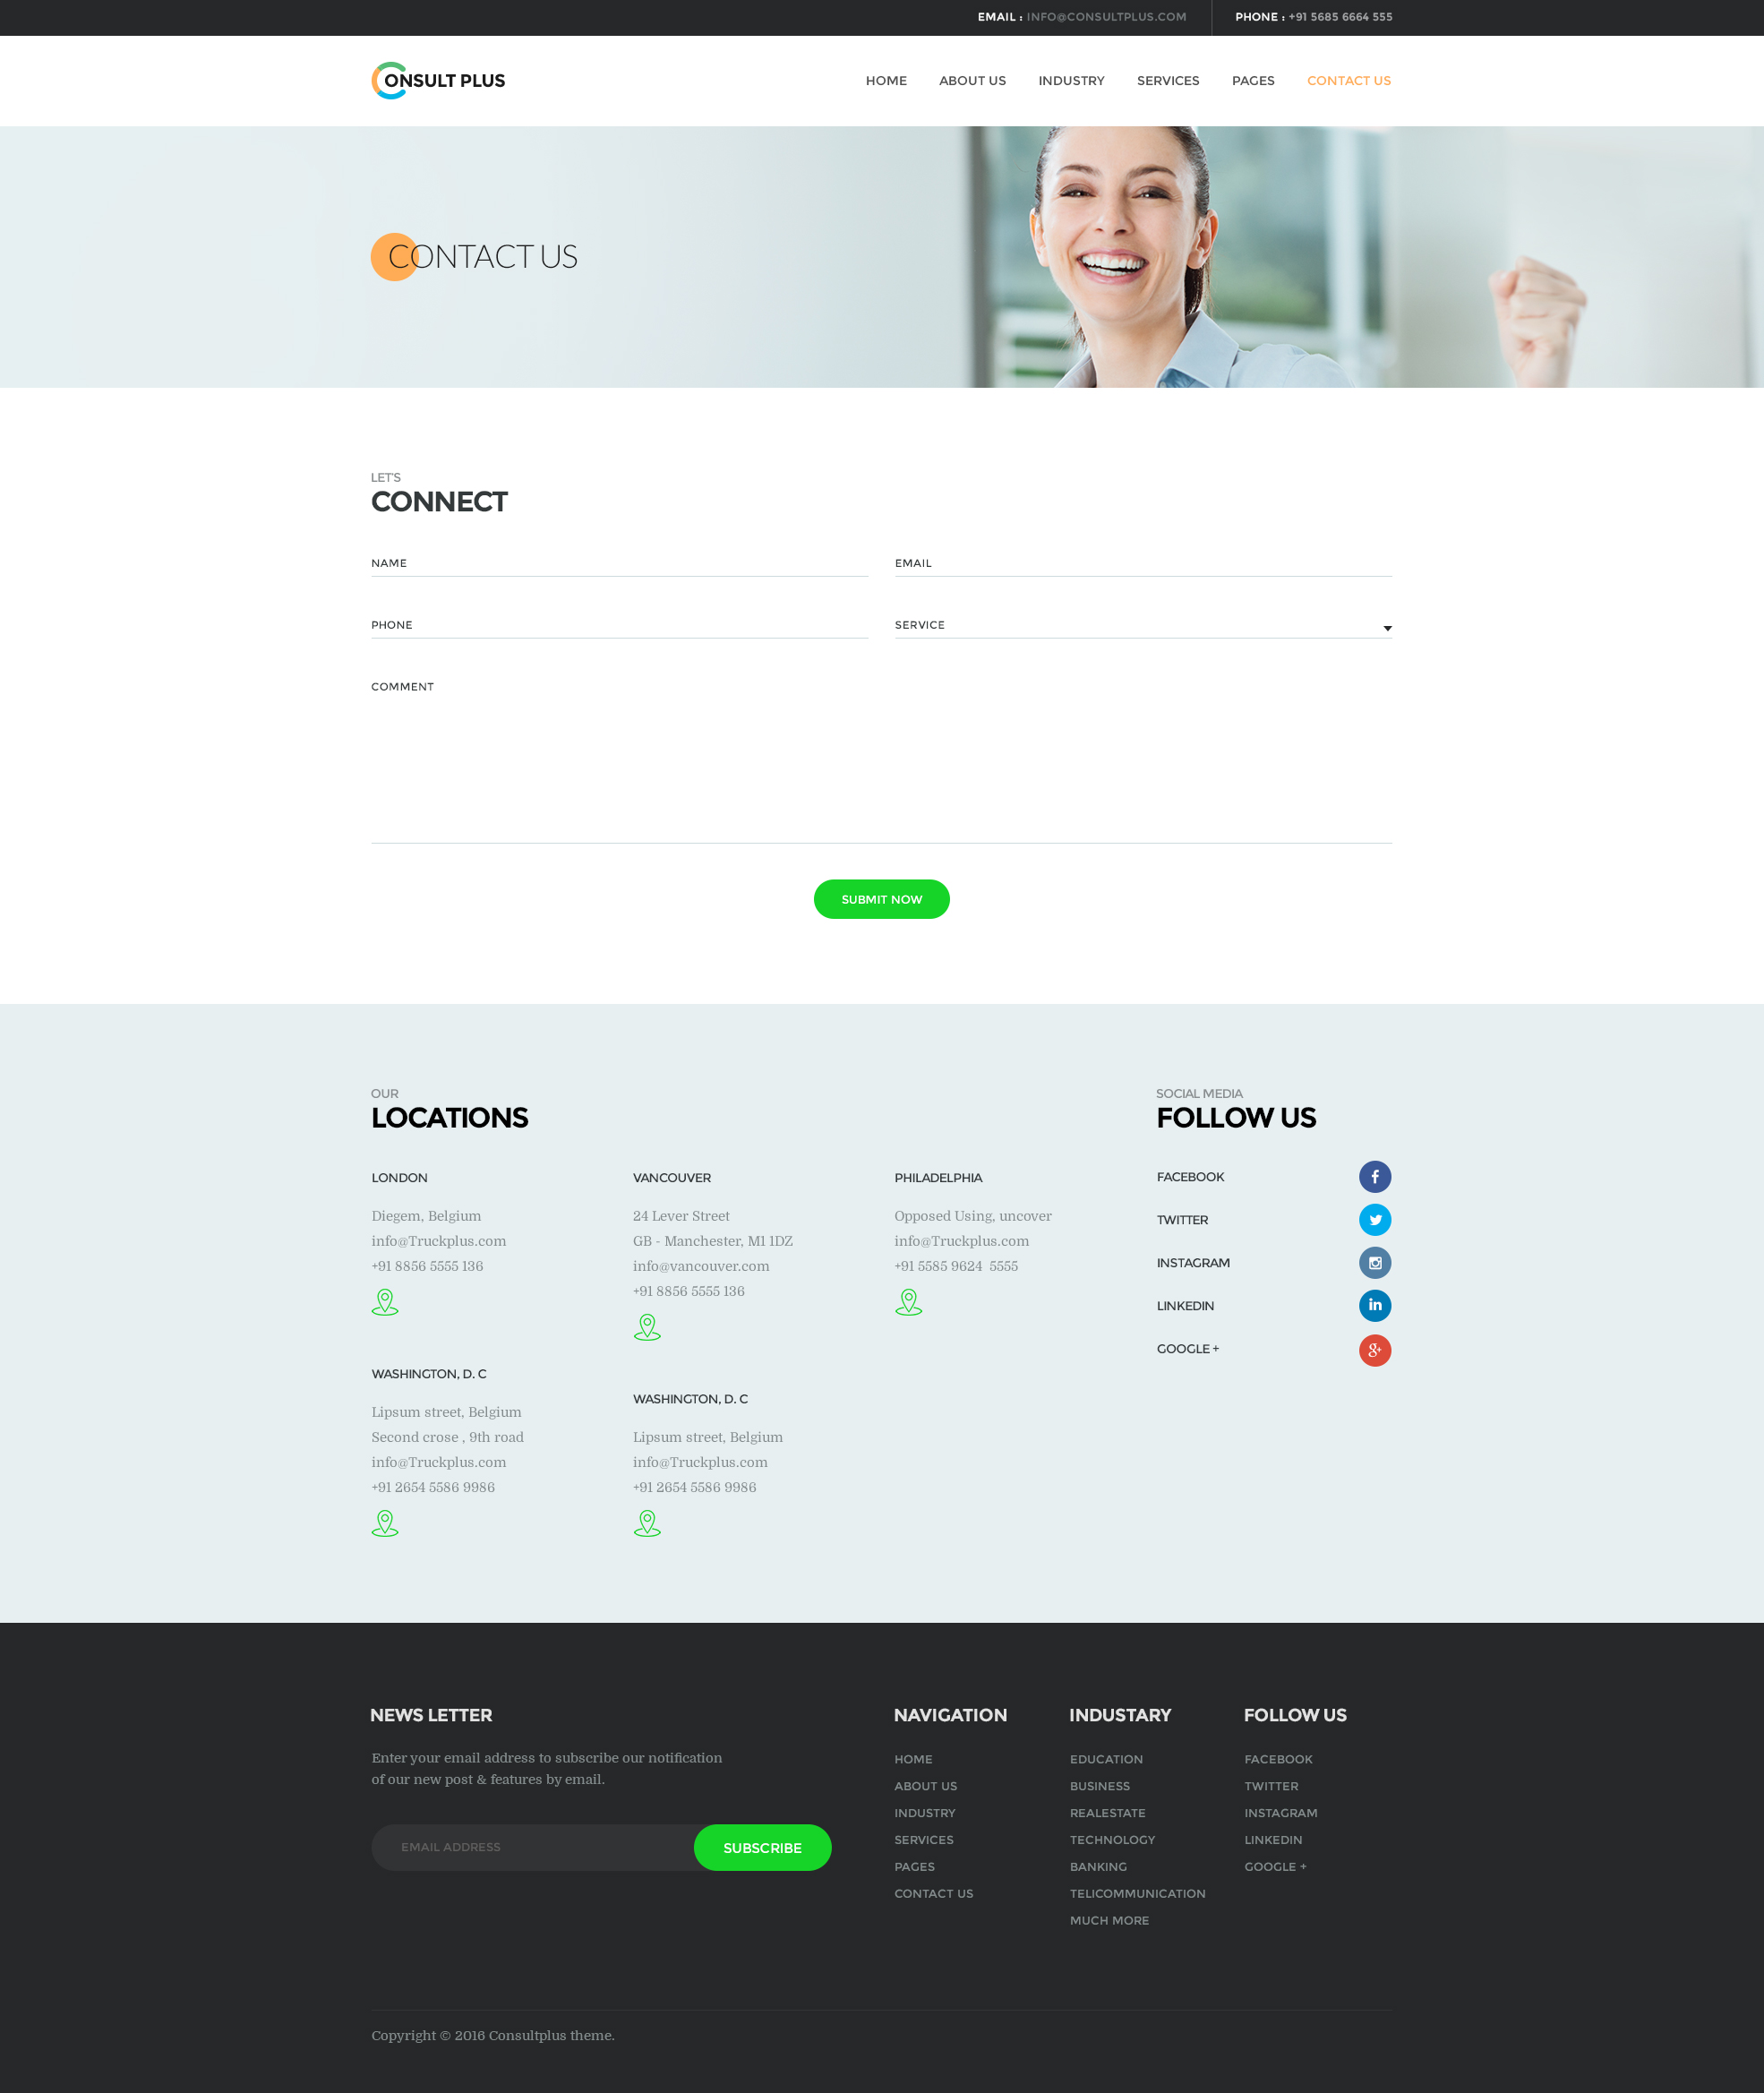 EMAIL : INFO@CONSULTPLUS.COM
PHONE : +91 5685 6664 555
CONSULT PLUS
HOME
ABOUT US
INDUSTRY
SERVICES
PAGES
CONTACT US
CONTACT US
LET'S
CONNECT
NAME
EMAIL
PHONE
SERVICE
COMMENT
SUBMIT NOW
OUR
LOCATIONS
LONDON
Diegem, Belgium
info@Truckplus.com
+91 8856 5555 136
WASHINGTON, D. C
Lipsum street, Belgium
Second crose , 9th road
info@Truckplus.com
+91 2654 5586 9986
VANCOUVER
24 Lever Street
GB - Manchester, M1 1DZ
info@vancouver.com
+91 8856 5555 136
WASHINGTON, D. C
Lipsum street, Belgium
info@Truckplus.com
+91 2654 5586 9986
PHILADELPHIA
Opposed Using, uncover
info@Truckplus.com
+91 5585 9624  5555
SOCIAL MEDIA
FOLLOW US
FACEBOOK
TWITTER
INSTAGRAM
LINKEDIN
GOOGLE +
NEWS LETTER
Enter your email address to subscribe our notification
of our new post & features by email.
EMAIL ADDRESS
SUBSCRIBE
NAVIGATION
HOME
ABOUT US
INDUSTRY
SERVICES
PAGES
CONTACT US
INDUSTARY
EDUCATION
BUSINESS
REALESTATE
TECHNOLOGY
BANKING
TELICOMMUNICATION
MUCH MORE
FOLLOW US
FACEBOOK
TWITTER
INSTAGRAM
LINKEDIN
GOOGLE +
Copyright © 2016 Consultplus theme.